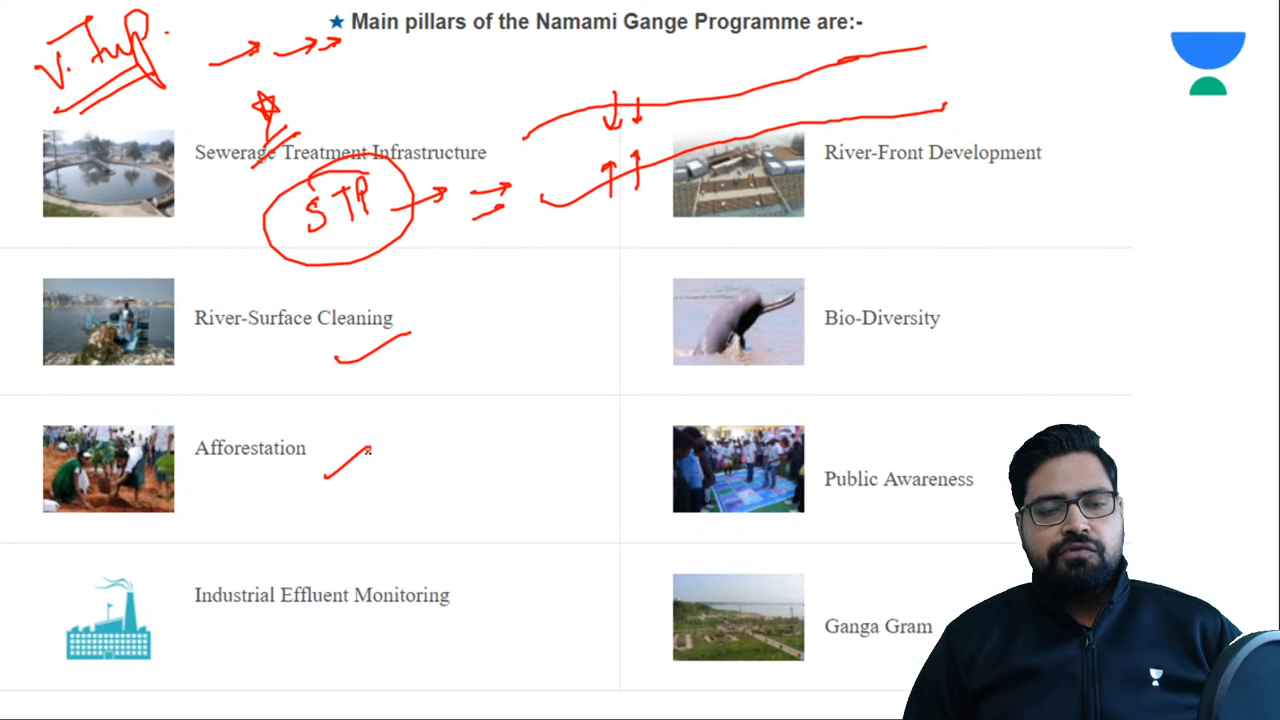 ★ Main pillars of the Namami Gange Programme are:-
V. Imp.
Sewerage Treatment Infrastructure
River-Front Development
STP
River-Surface Cleaning
Bio-Diversity
Afforestation
Public Awareness
Industrial Effluent Monitoring
Ganga Gram